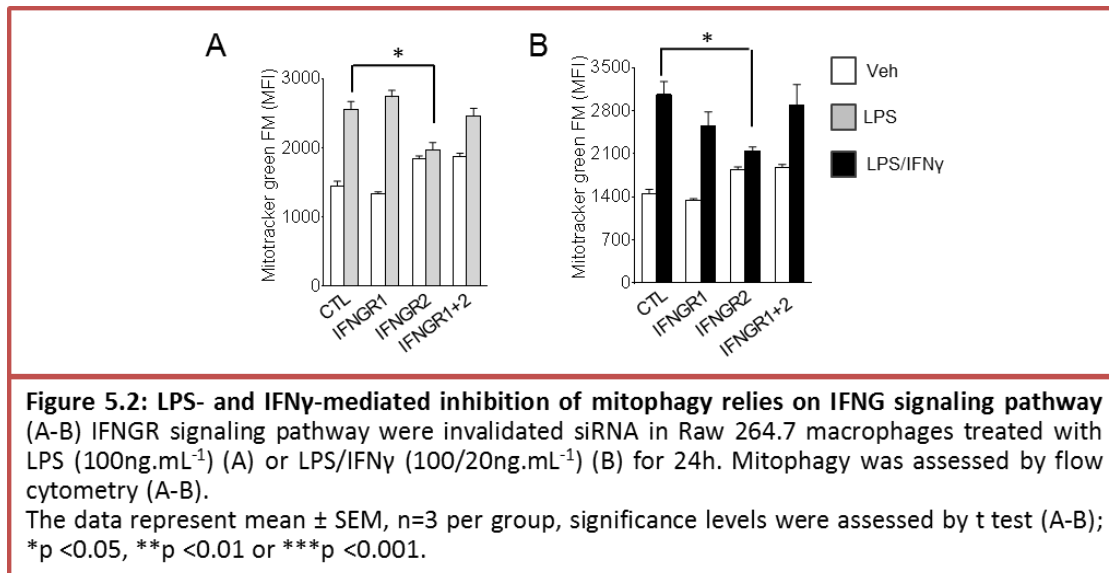 A
*
Mitotracker green FM (MFI)
3000
2000
1000
0
CTL
IFNGR1
IFNGR2
IFNGR1+2
B
*
Mitotracker green FM (MFI)
3500
2800
2100
1400
700
0
CTL
IFNGR1
IFNGR2
IFNGR1+2
Veh
LPS
LPS/IFNγ
Figure 5.2: LPS- and IFNγ-mediated inhibition of mitophagy relies on IFNG signaling pathway
(A-B) IFNGR signaling pathway were invalidated siRNA in Raw 264.7 macrophages treated with
LPS (100ng.mL⁻¹) (A) or LPS/IFNγ (100/20ng.mL⁻¹) (B) for 24h. Mitophagy was assessed by flow
cytometry (A-B).
The data represent mean ± SEM, n=3 per group, significance levels were assessed by t test (A-B);
*p <0.05, **p <0.01 or ***p <0.001.